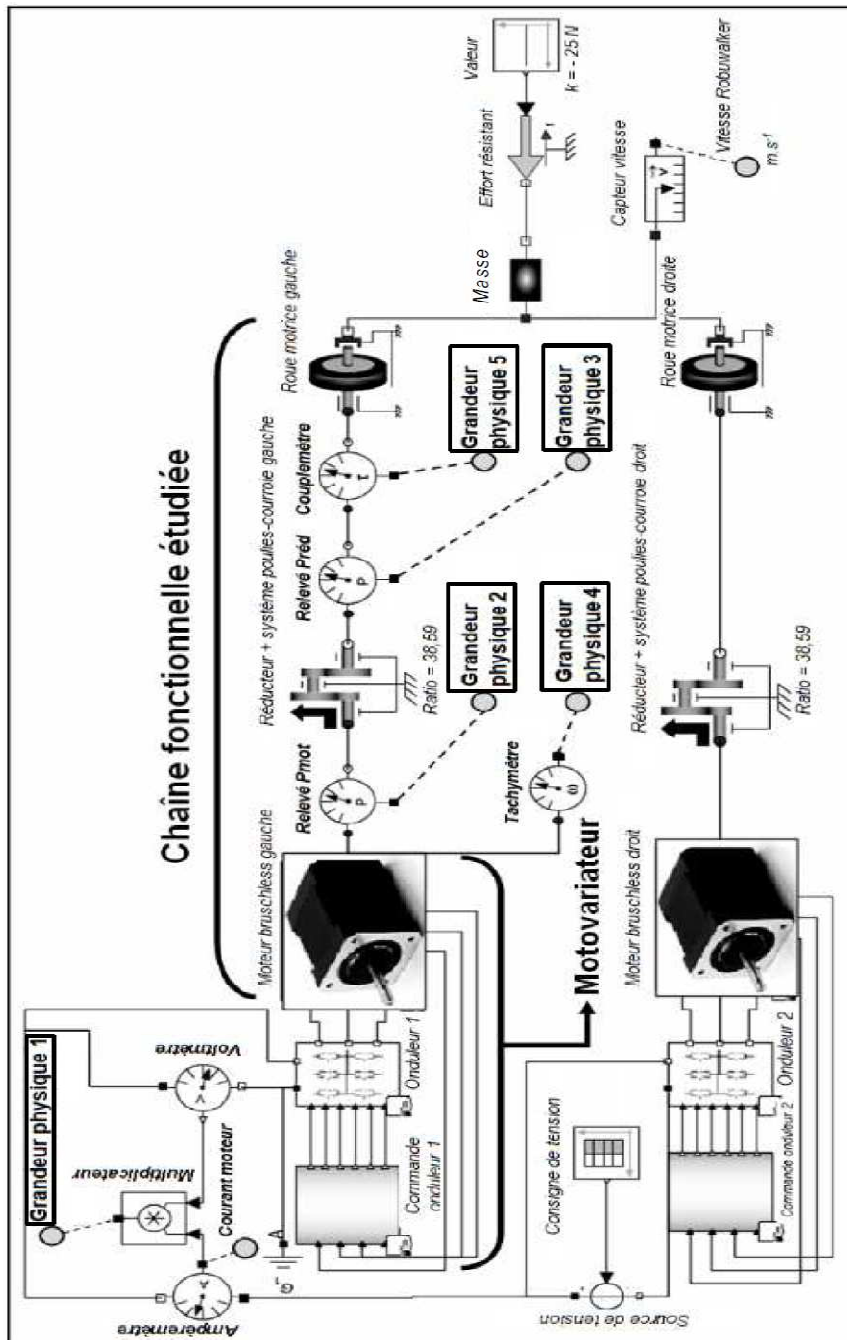 Chaîne fonctionnelle étudiée
Grandeur physique 1
Multiplicateur
Voltmètre
Ampèremètre
Courant moteur
Moteur bruschless gauche
Onduleur 1
Commande
onduleur 1
Motovariateur
Relevé Pmot
P
Tachymètre
ω
Grandeur
physique 2
Grandeur
physique 4
Réducteur + système poulies-courroie gauche
Ratio = 38,59
Relevé Préd
P
Couplemètre
τ
Grandeur
physique 5
Grandeur
physique 3
Roue motrice gauche
Masse
Effort résistant
Valeur
k = - 25 N
Capteur vitesse
Vitesse Robuwalker
m.s-1
Consigne de tension
Source de tension
Moteur bruschless droit
Onduleur 2
Commande onduleur 2
Réducteur + système poulies-courroie droit
Ratio = 38,59
Roue motrice droite